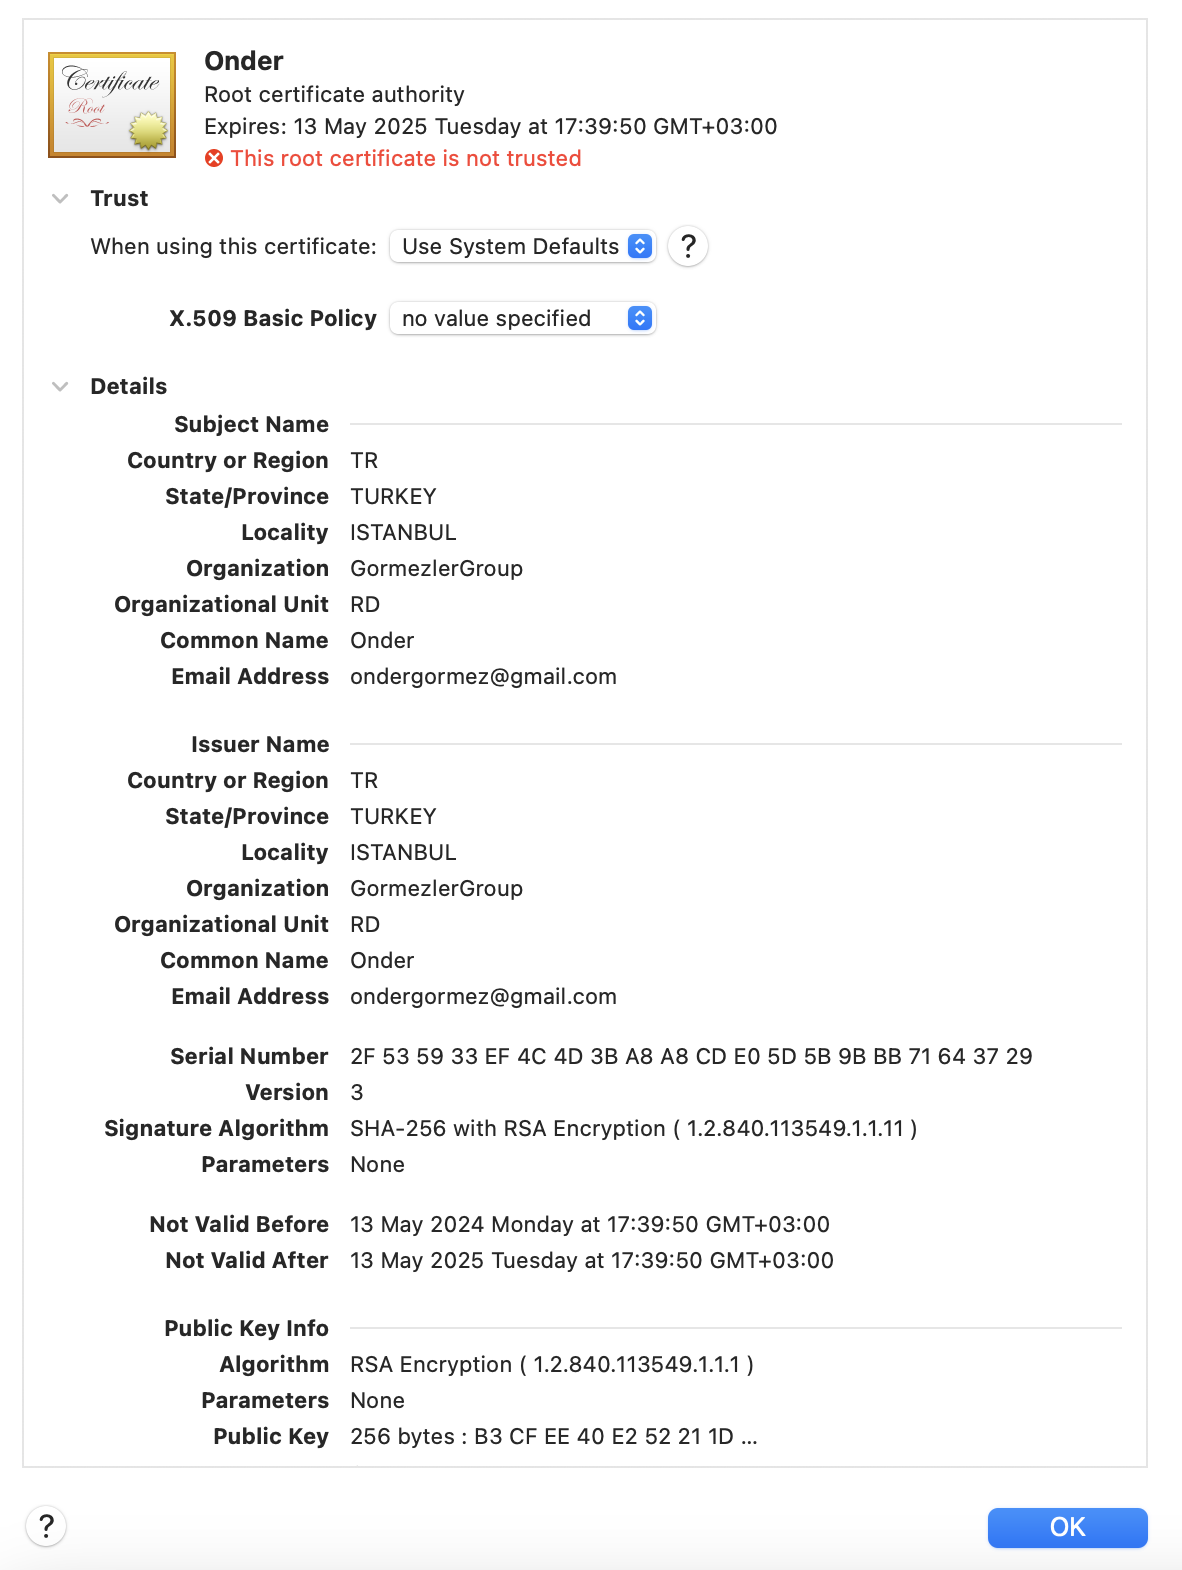 Certificate
Root
Onder
Root certificate authority
Expires: 13 May 2025 Tuesday at 17:39:50 GMT+03:00
This root certificate is not trusted
Trust
When using this certificate: Use System Defaults ?
X.509 Basic Policy no value specified
Details
Subject Name
Country or Region TR
State/Province TURKEY
Locality ISTANBUL
Organization GormezlerGroup
Organizational Unit RD
Common Name Onder
Email Address ondergormez@gmail.com
Issuer Name
Country or Region TR
State/Province TURKEY
Locality ISTANBUL
Organization GormezlerGroup
Organizational Unit RD
Common Name Onder
Email Address ondergormez@gmail.com
Serial Number 2F 53 59 33 EF 4C 4D 3B A8 A8 CD E0 5D 5B 9B BB 71 64 37 29
Version 3
Signature Algorithm SHA-256 with RSA Encryption ( 1.2.840.113549.1.1.11 )
Parameters None
Not Valid Before 13 May 2024 Monday at 17:39:50 GMT+03:00
Not Valid After 13 May 2025 Tuesday at 17:39:50 GMT+03:00
Public Key Info
Algorithm RSA Encryption ( 1.2.840.113549.1.1.1 )
Parameters None
Public Key 256 bytes : B3 CF EE 40 E2 52 21 1D ...
? OK